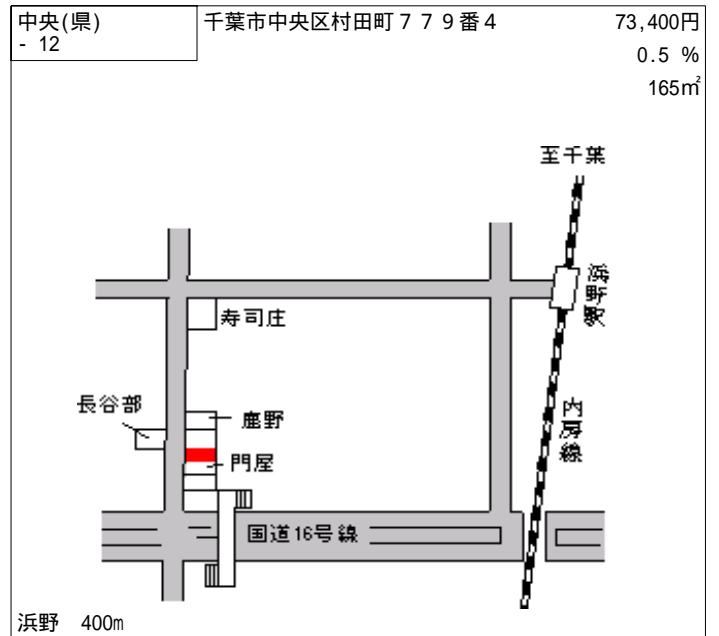 中央(県)
- 12
千葉市中央区村田町７７９番４
73,400円
0.5 %
165㎡
至千葉
浜野駅
寿司庄
長谷部
鹿野
内房線
門屋
国道16号線
浜野 400m